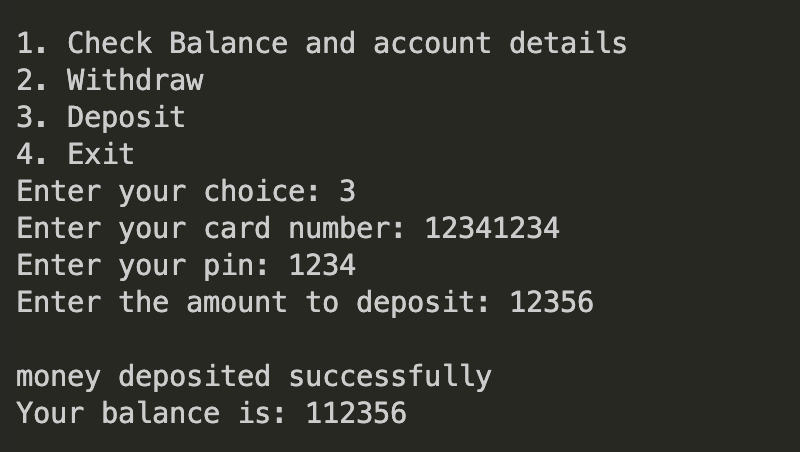 1. Check Balance and account details
2. Withdraw
3. Deposit
4. Exit
Enter your choice: 3
Enter your card number: 12341234
Enter your pin: 1234
Enter the amount to deposit: 12356
money deposited successfully
Your balance is: 112356